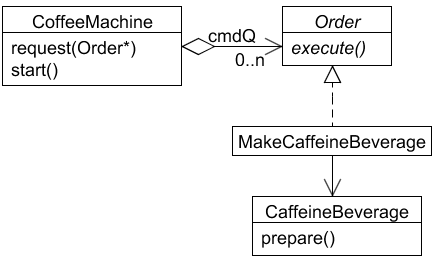 CoffeeMachine
request(Order*)
start()
cmdQ
0..n
Order
execute()
MakeCaffeineBeverage
CaffeineBeverage
prepare()